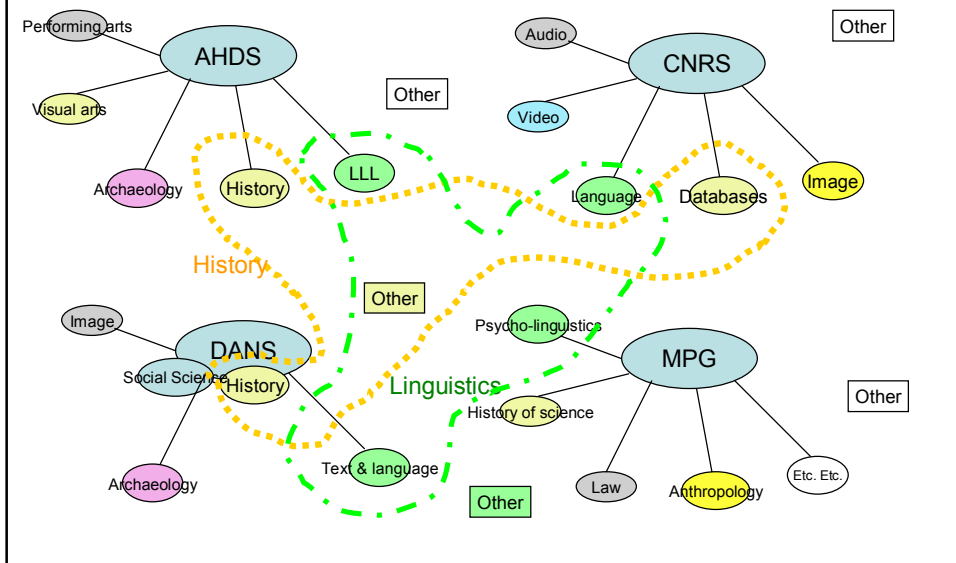 Performing arts
AHDS
Other
Audio
CNRS
Other
Visual arts
Video
Archaeology
History
LLL
Language
Databases
Image
History
Other
Image
DANS
Psycho-linguistics
MPG
Social Science
History
Linguistics
History of science
Other
Archaeology
Text & language
Other
Law
Anthropology
Etc. Etc.